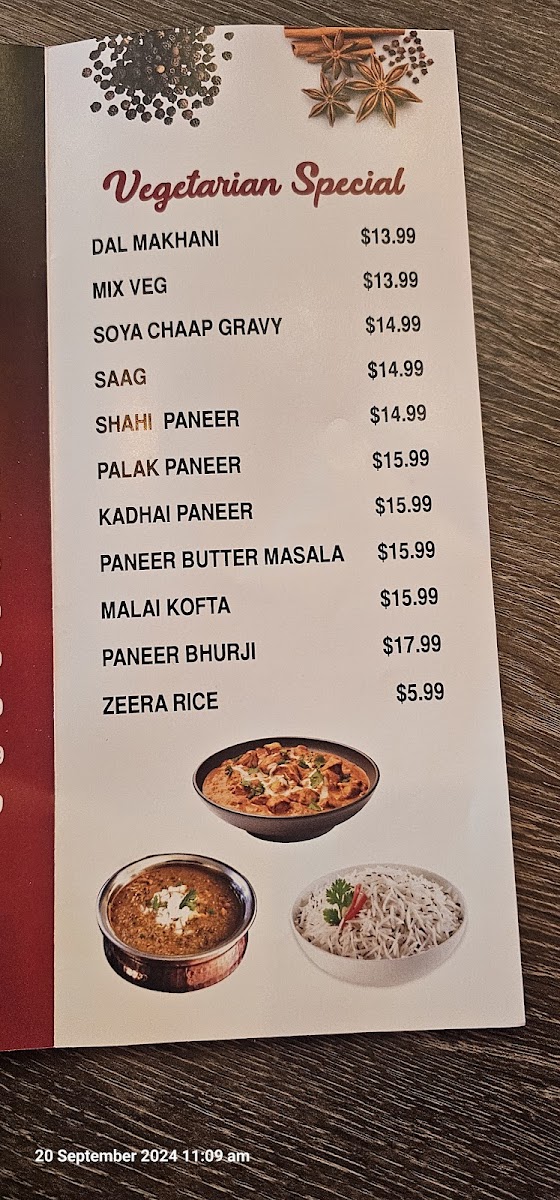 Vegetarian Special
DAL MAKHANI $13.99
MIX VEG $13.99
SOYA CHAAP GRAVY $14.99
SAAG $14.99
SHAHI PANEER $14.99
PALAK PANEER $15.99
KADHAI PANEER $15.99
PANEER BUTTER MASALA $15.99
MALAI KOFTA $15.99
PANEER BHURJI $17.99
ZEERA RICE $5.99
20 September 2024 11:09 am